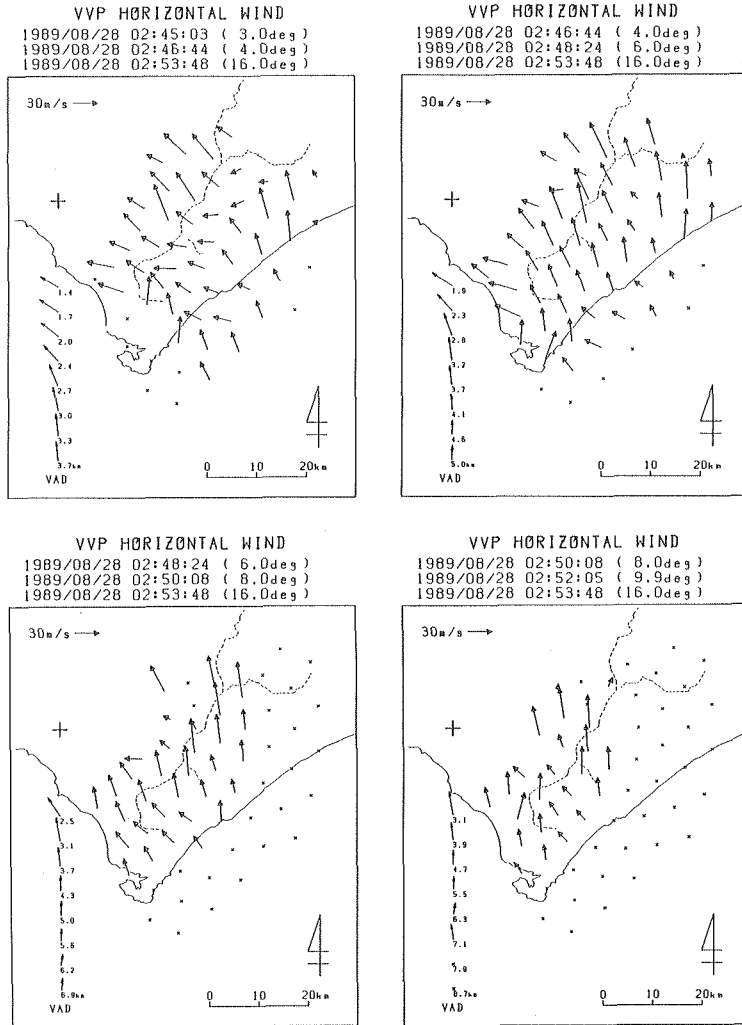 VVP HØRIZØNTAL WIND
1989/08/28 02:45:03 ( 3.0deg)
1989/08/28 02:46:44 ( 4.0deg)
1989/08/28 02:53:48 (16.0deg)
30m/s
1.4
1.7
2.0
2.4
2.7
3.0
3.3
3.7km
VAD
0 10 20km
VVP HØRIZØNTAL WIND
1989/08/28 02:46:44 ( 4.0deg)
1989/08/28 02:48:24 ( 6.0deg)
1989/08/28 02:53:48 (16.0deg)
30m/s
1.9
2.3
2.8
3.2
3.7
4.1
4.6
5.0km
VAD
0 10 20km
VVP HØRIZØNTAL WIND
1989/08/28 02:48:24 ( 6.0deg)
1989/08/28 02:50:08 ( 8.0deg)
1989/08/28 02:53:48 (16.0deg)
30m/s
2.5
3.1
3.7
4.3
5.0
5.6
6.2
6.9km
VAD
0 10 20km
VVP HØRIZØNTAL WIND
1989/08/28 02:50:08 ( 8.0deg)
1989/08/28 02:52:05 ( 9.9deg)
1989/08/28 02:53:48 (16.0deg)
30m/s
3.1
3.9
4.7
5.5
6.3
7.1
7.9
8.7km
VAD
0 10 20km